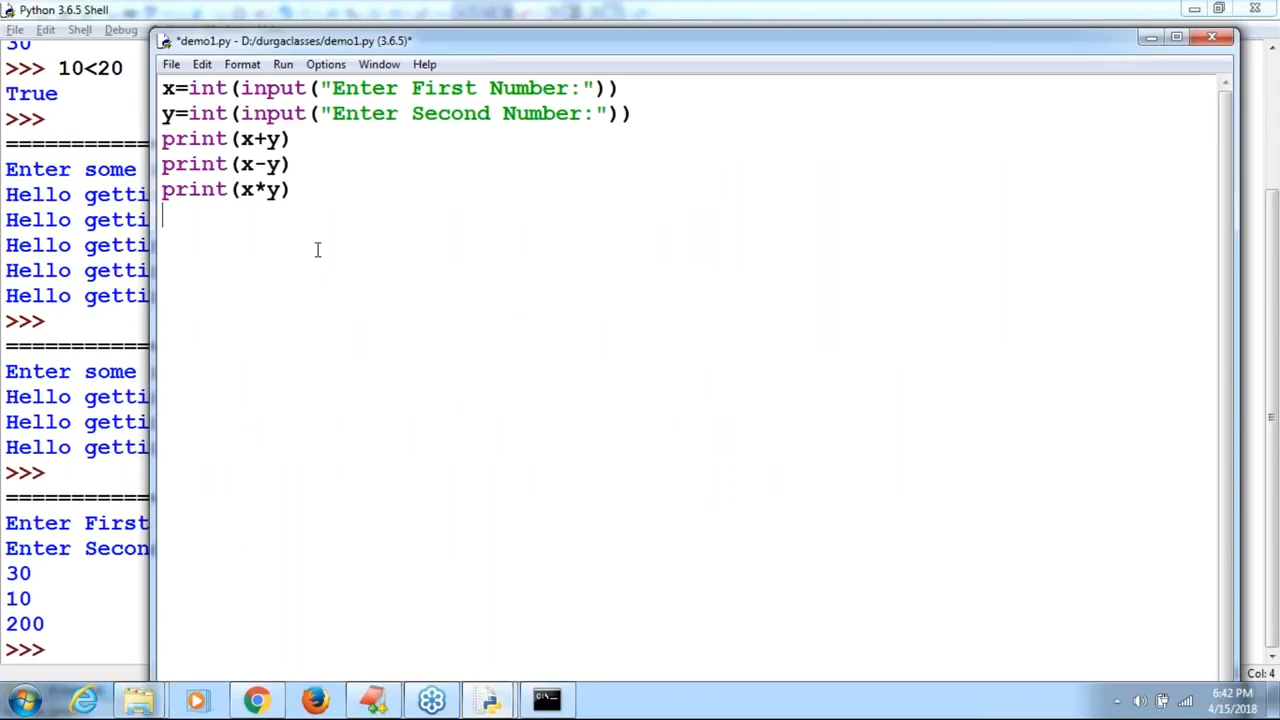 Python 3.6.5 Shell
File Edit Shell Debug
30
>>> 10<20
True
>>>
============
Enter some
Hello getti
Hello getti
Hello getti
Hello getti
Hello getti
>>>
============
Enter some
Hello getti
Hello getti
Hello getti
>>>
============
Enter First
Enter Secon
30
10
200
>>>
*demo1.py - D:/durgaclasses/demo1.py (3.6.5)*
File Edit Format Run Options Window Help
x=int(input("Enter First Number:"))
y=int(input("Enter Second Number:"))
print(x+y)
print(x-y)
print(x*y)
Col: 4
6:42 PM
4/15/2018